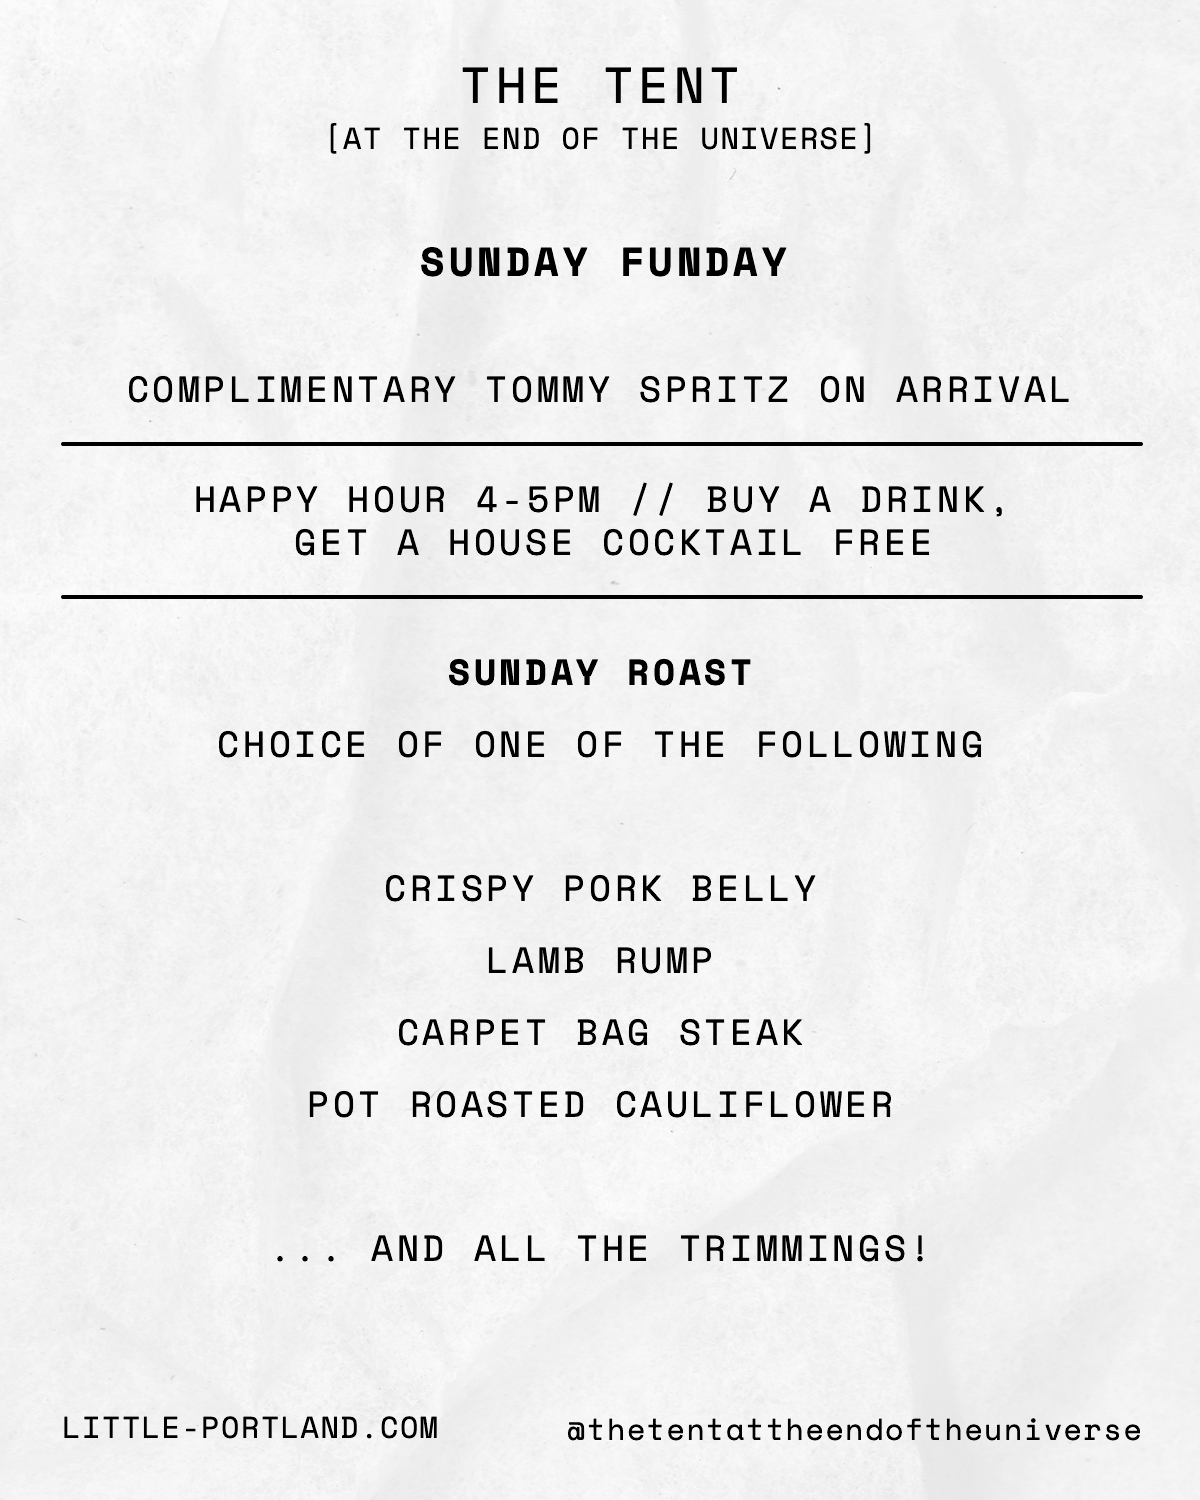 THE TENT
[AT THE END OF THE UNIVERSE]
SUNDAY FUNDAY
COMPLIMENTARY TOMMY SPRITZ ON ARRIVAL
HAPPY HOUR 4-5PM // BUY A DRINK,
GET A HOUSE COCKTAIL FREE
SUNDAY ROAST
CHOICE OF ONE OF THE FOLLOWING
CRISPY PORK BELLY
LAMB RUMP
CARPET BAG STEAK
POT ROASTED CAULIFLOWER
... AND ALL THE TRIMMINGS!
LITTLE-PORTLAND.COM
@thetentattheendoftheuniverse